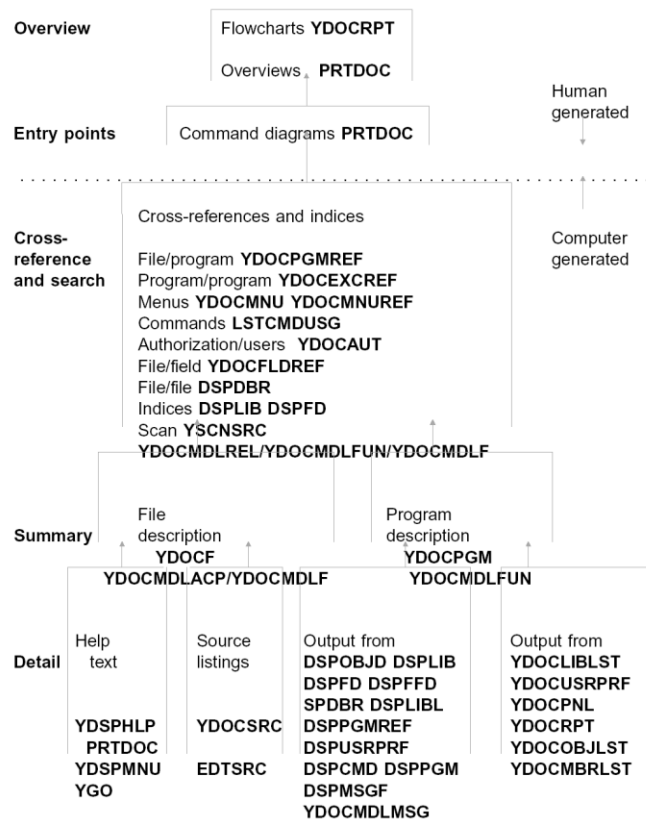 Overview
Flowcharts YDOCRPT
Overviews PRTDOC
Human
generated
Entry points
Command diagrams PRTDOC
Cross-references and indices
Cross-
reference
and search
Computer
generated
File/program YDOCPGMREF
Program/program YDOCEXCREF
Menus YDOCMNU YDOCMNUREF
Commands LSTCMDUSG
Authorization/users YDOCAUT
File/field YDOCFLDREF
File/file DSPDBR
Indices DSPLIB DSPFD
Scan YSCNSRC
YDOCMDLREL/YDOCMDLFUN/YDOCMDLF
Summary
File
description
YDOCF
YDOCMDLACP/YDOCMDLF
Program
description
YDOCPGM
YDOCMDLFUN
Detail
Help
text
YDSPHLP
PRTDOC
YDSPMNU
YGO
Source
listings
YDOCSRC
EDTSRC
Output from
DSPOBJD DSPLIB
DSPFD DSPFFD
SPDBR DSPLIBL
DSPPGMREF
DSPUSRPRF
DSPCMD DSPPGM
DSPMSGF
YDOCMDLMSG
Output from
YDOCLIBLST
YDOCUSRPRF
YDOCPNL
YDOCRPT
YDOCOBJLST
YDOCMBRLST